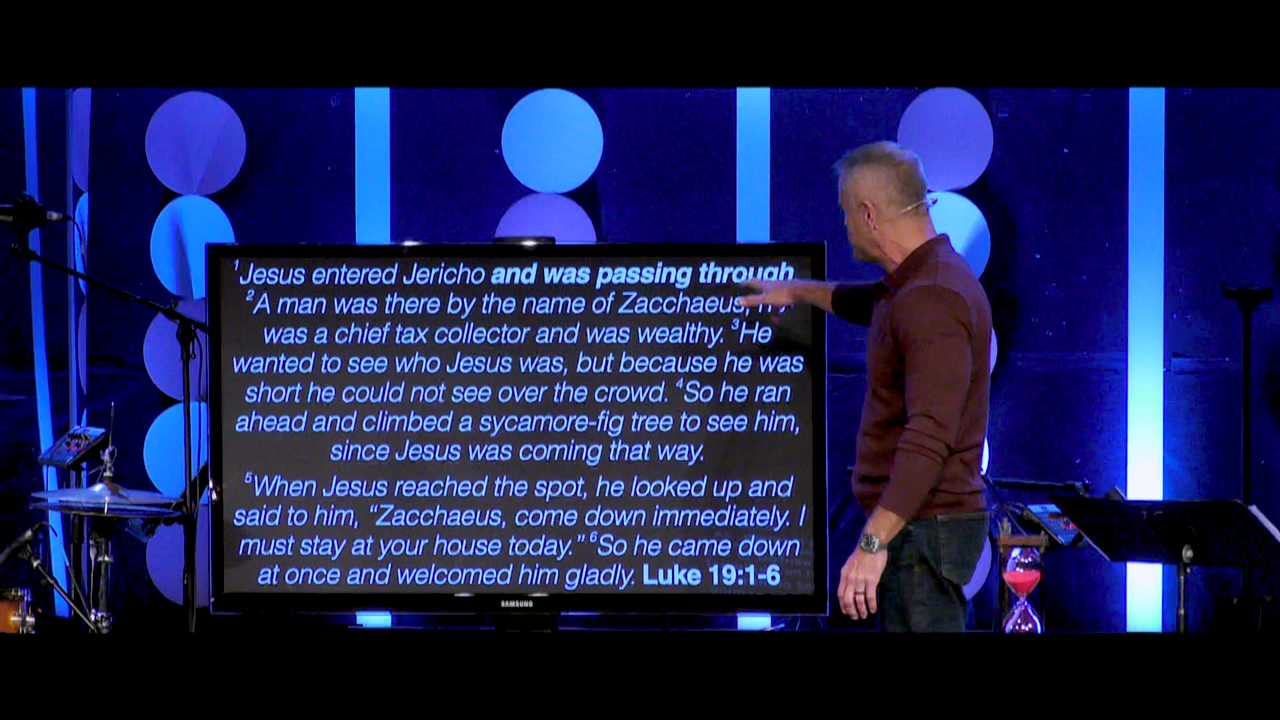 ¹Jesus entered Jericho and was passing through
²A man was there by the name of Zacchaeus,
was a chief tax collector and was wealthy. ³He
wanted to see who Jesus was, but because he was
short he could not see over the crowd. ⁴So he ran
ahead and climbed a sycamore-fig tree to see him,
since Jesus was coming that way.
⁵When Jesus reached the spot, he looked up and
said to him, “Zacchaeus, come down immediately. I
must stay at your house today.” ⁶So he came down
at once and welcomed him gladly. Luke 19:1-6
SAMSUNG